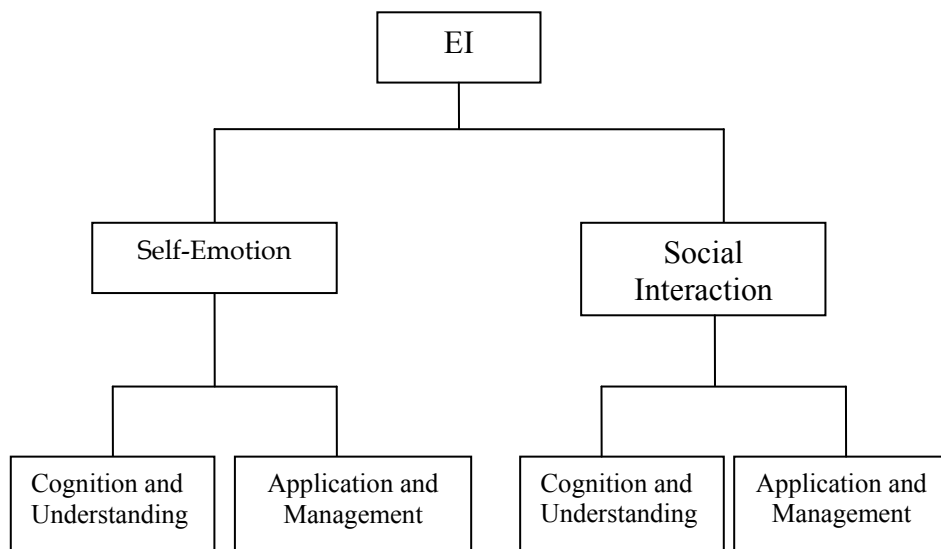 EI
Self-Emotion
Social
Interaction
Cognition and
Understanding
Application and
Management
Cognition and
Understanding
Application and
Management